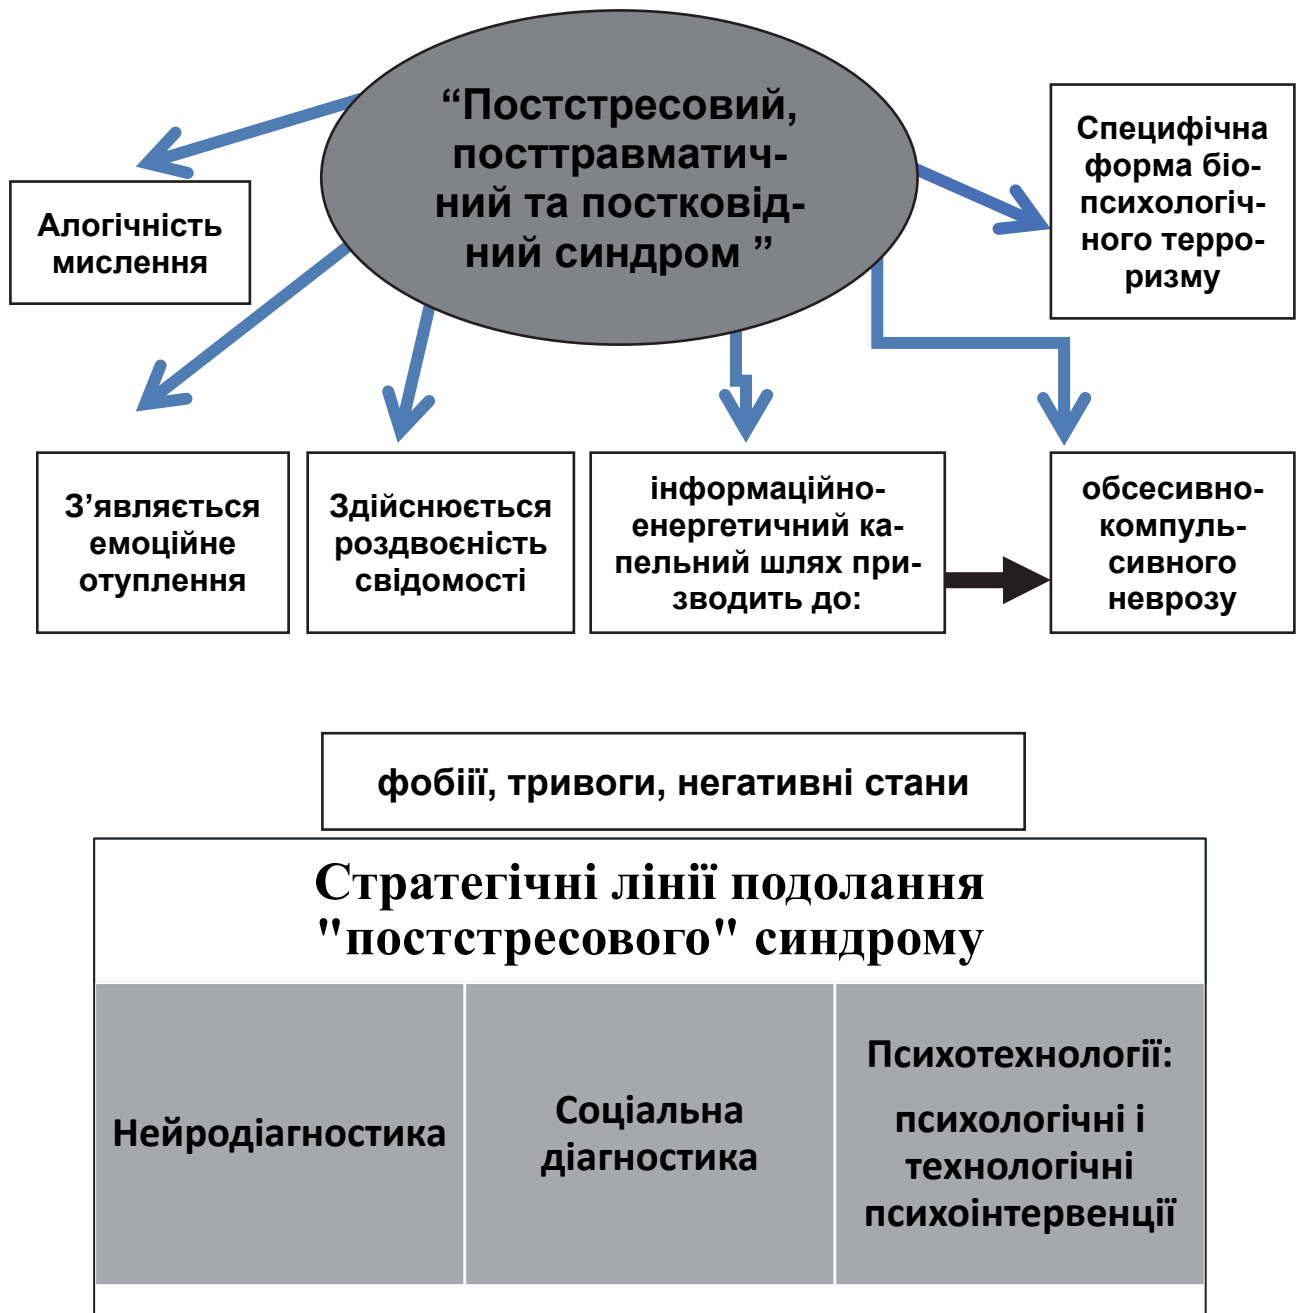 “Постстресовий,
посттравматич-
ний та постковід-
ний синдром ”
Специфічна
форма біо-
психологіч-
ного терро-
ризму
Алогічність
мислення
З’являється
емоційне
отуплення
Здійснюється
роздвоєність
свідомості
інформаційно-
енергетичний ка-
пельний шлях при-
зводить до:
обсесивно-
компуль-
сивного
неврозу
фобіії, тривоги, негативні стани
Стратегічні лінії подолання
"постстресового" синдрому
Нейродіагностика
Соціальна
діагностика
Психотехнології:
психологічні і
технологічні
психоінтервенції